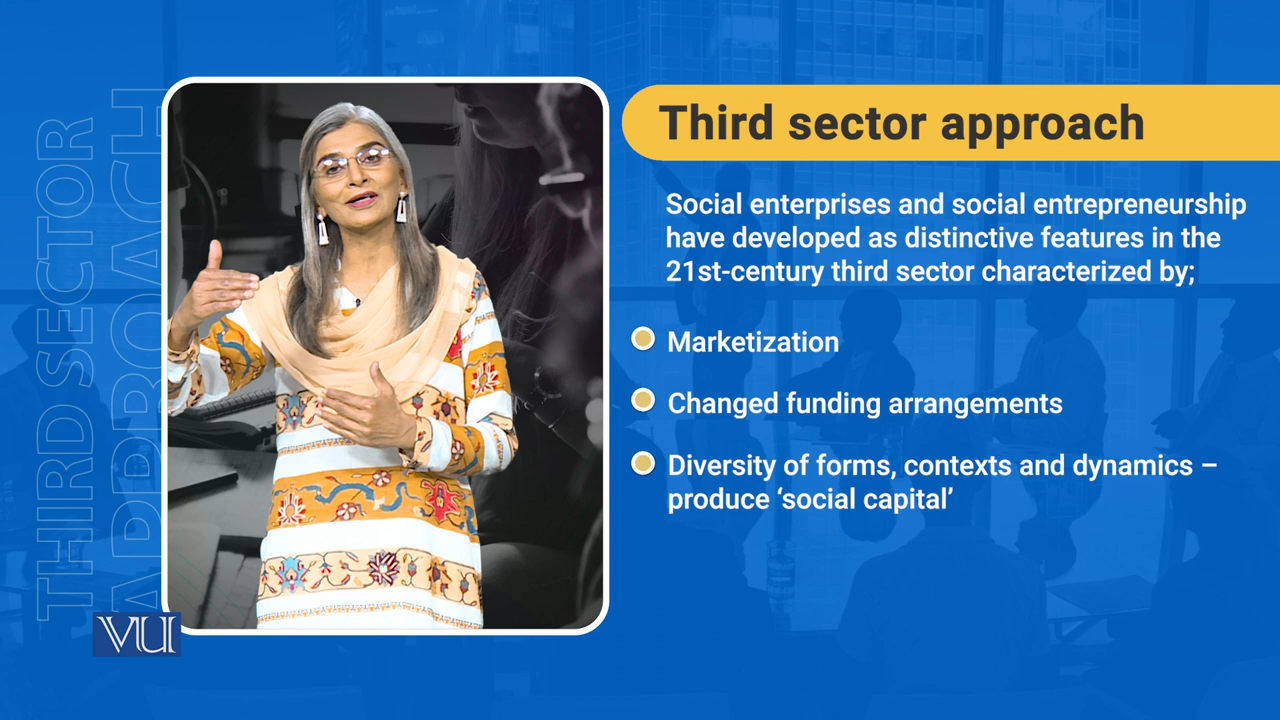 THIRD SECTOR
APPROACH
Third sector approach
Social enterprises and social entrepreneurship
have developed as distinctive features in the
21st-century third sector characterized by;
Marketization
Changed funding arrangements
Diversity of forms, contexts and dynamics –
produce ‘social capital’
VU